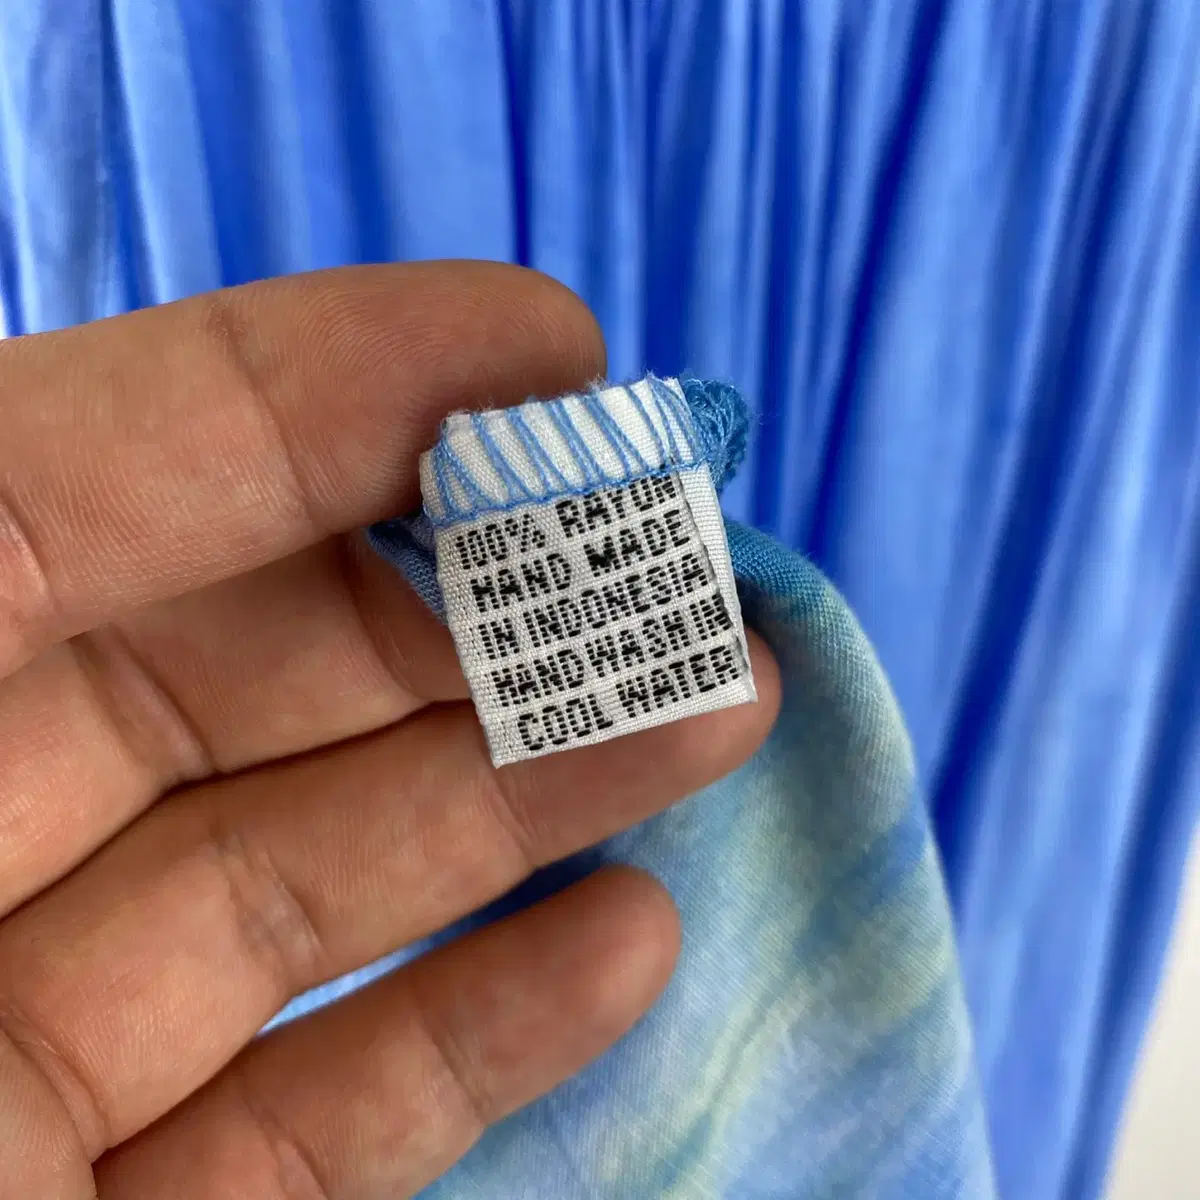 100% RAYON
HAND MADE
IN INDONESIA
HAND WASH IN
COOL WATER